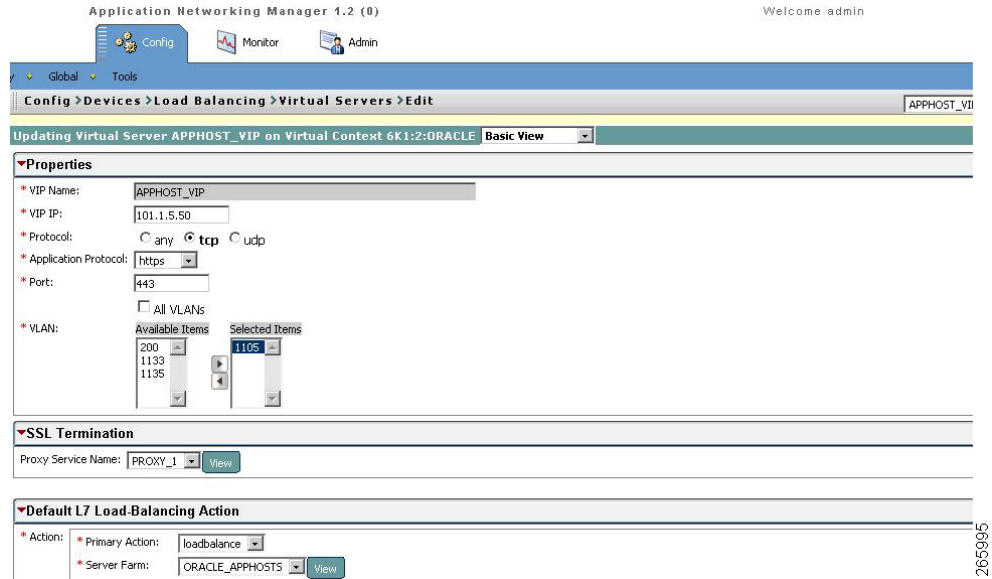 Application Networking Manager 1.2 (0) Welcome admin
Config Monitor Admin
Global Tools
Config >Devices >Load Balancing >Virtual Servers >Edit APPHOST_VI
Updating Virtual Server APPHOST_VIP on Virtual Context 6K1:2:ORACLE Basic View
Properties
* VIP Name: APPHOST_VIP
* VIP IP: 101.1.5.50
* Protocol: any tcp udp
* Application Protocol: https
* Port: 443
All VLANs
* VLAN: Available Items Selected Items
200 1105
1133
1135
SSL Termination
Proxy Service Name: PROXY_1 View
Default L7 Load-Balancing Action
* Action: * Primary Action: loadbalance
* Server Farm: ORACLE_APPHOSTS View
265995